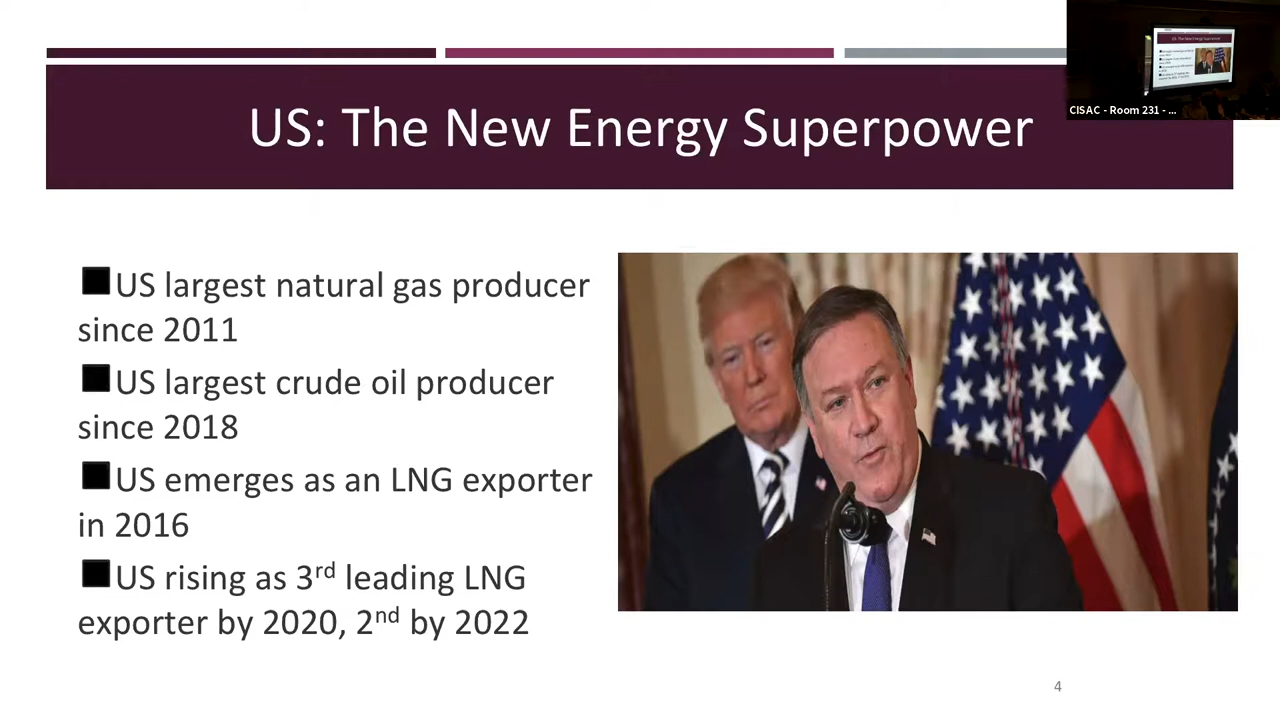 US: The New Energy Superpower
CISAC - Room 231 - ...
■US largest natural gas producer
since 2011
■US largest crude oil producer
since 2018
■US emerges as an LNG exporter
in 2016
■US rising as 3rd leading LNG
exporter by 2020, 2nd by 2022
4